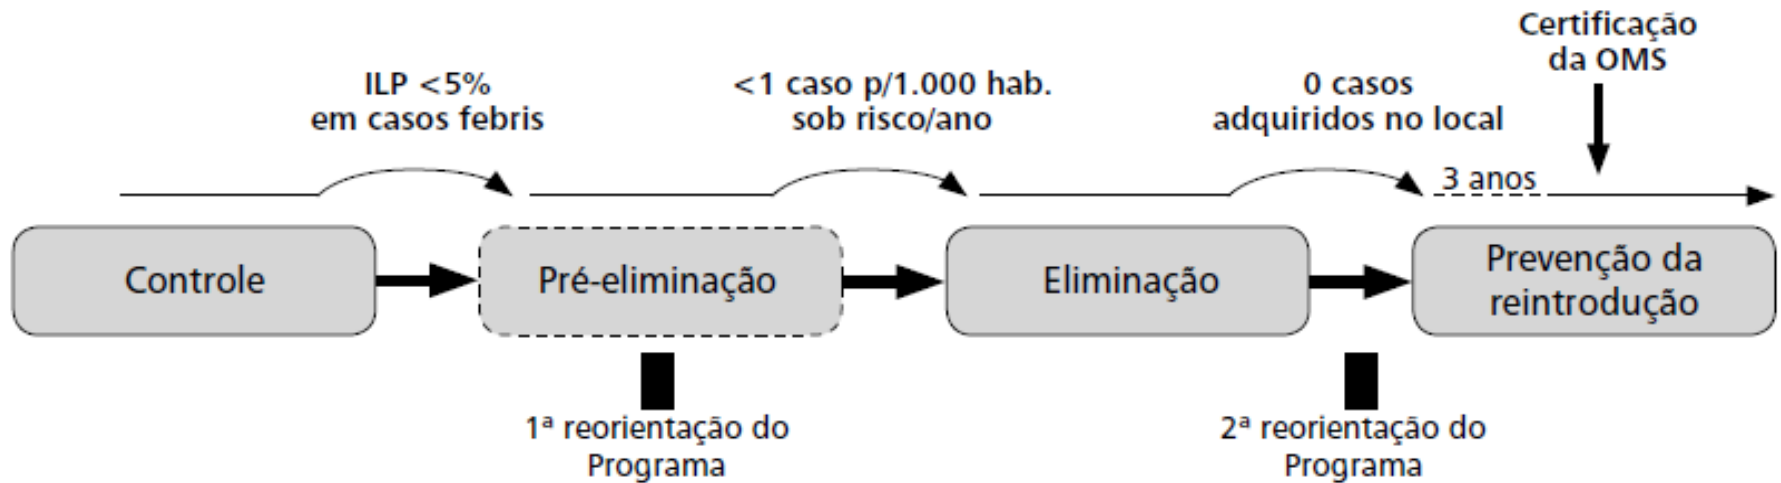 Certificação
da OMS
ILP <5%
em casos febris
<1 caso p/1.000 hab.
sob risco/ano
0 casos
adquiridos no local
3 anos
Controle
Pré-eliminação
Eliminação
Prevenção da
reintrodução
1ª reorientação do
Programa
2ª reorientação do
Programa